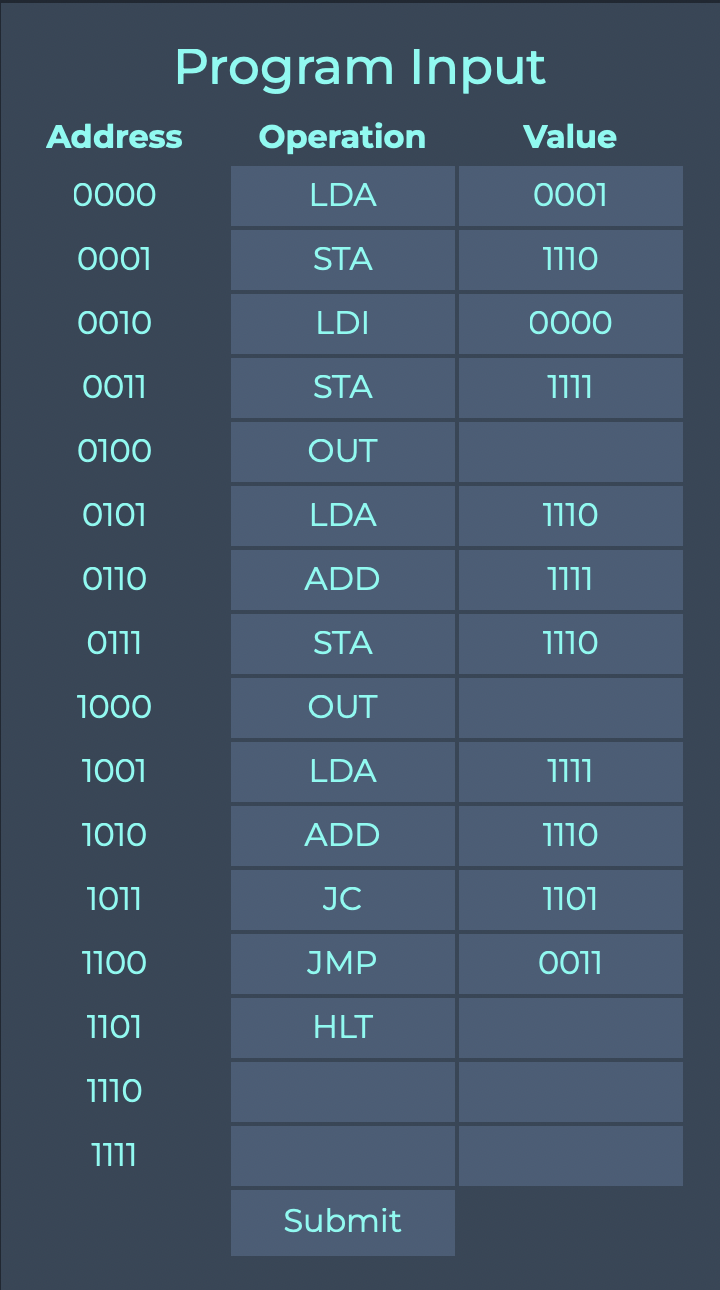 Program Input
Address Operation Value
0000 LDA 0001
0001 STA 1110
0010 LDI 0000
0011 STA 1111
0100 OUT
0101 LDA 1110
0110 ADD 1111
0111 STA 1110
1000 OUT
1001 LDA 1111
1010 ADD 1110
1011 JC 1101
1100 JMP 0011
1101 HLT
1110
1111
Submit